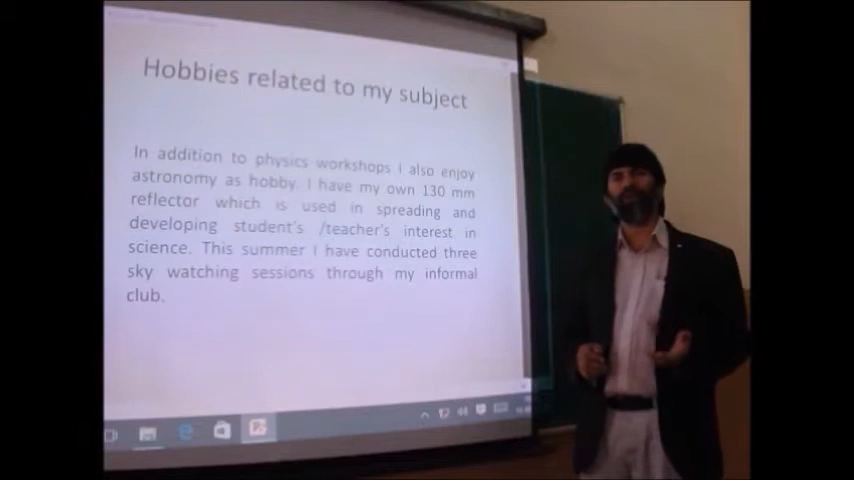 Hobbies related to my subject
In addition to physics workshops I also enjoy
astronomy as hobby. I have my own 130 mm
reflector which is used in spreading and
developing student's /teacher's interest in
science. This summer I have conducted three
sky watching sessions through my informal
club.